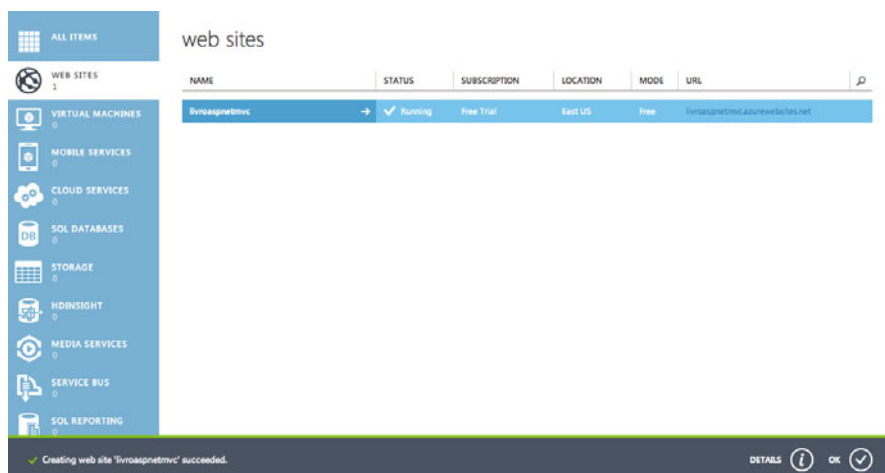 ALL ITEMS
web sites
WEB SITES
1
NAME STATUS SUBSCRIPTION LOCATION MODE URL
livroaspnetmvc Running Free Trial East US Free livroaspnetmvc.azurewebsites.net
VIRTUAL MACHINES
0
MOBILE SERVICES
0
CLOUD SERVICES
0
SQL DATABASES
0
DB
STORAGE
0
HDINSIGHT
0
MEDIA SERVICES
0
SERVICE BUS
0
SQL REPORTING
0
Creating web site 'livroaspnetmvc' succeeded. DETAILS i OK